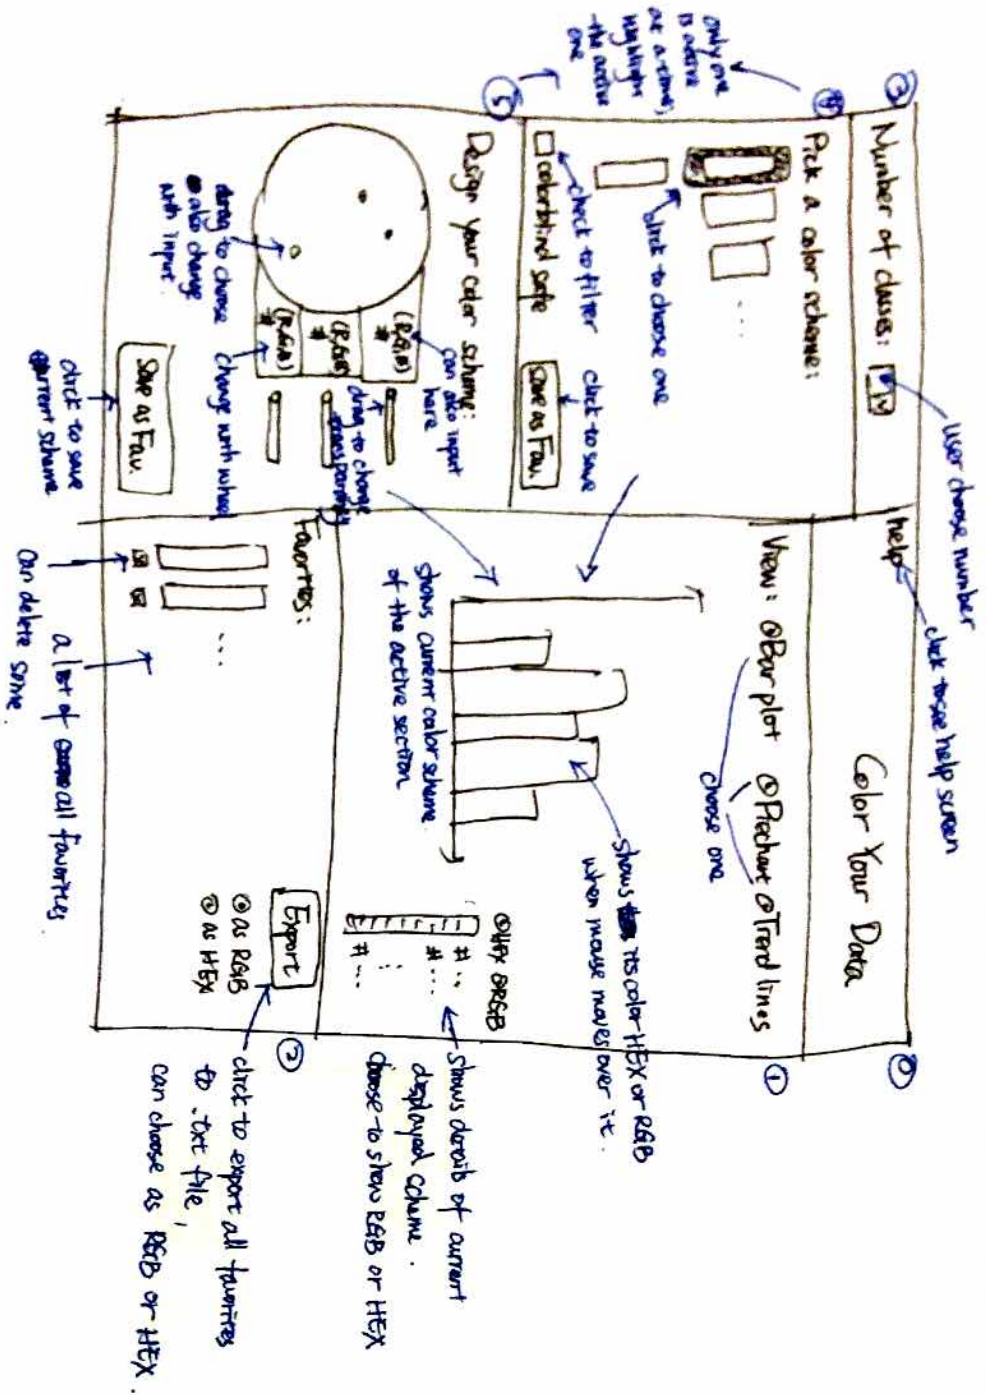 help
click to see help screen
Color Your Data
⓪
③
Number of classes:
user choose number
④
Pick a color scheme:
...
click to choose one
check to filter
click to save
□ colorblind safe
Save as Fav.
only one
is active
at a time,
highlight
the active
one
⑤
Design your color scheme:
(R,G,B)
#
(R,G,B)
#
(R,G,B)
#
can also input
here
drag to change
transparency
drag to choose
also change
with input
change with wheel
Save as Fav.
click to save
current scheme
①
View: Bar plot Piechart Trend lines
choose one
shows its color HEX or RGB
when mouse moves over it.
shows current color scheme
of the active section
HEX RGB
# ...
# ...
:
# ...
shows details of current
displayed scheme.
choose to show RGB or HEX
②
Favorites:
...
can delete some.
a list of all favorites
Export
as RGB
as HEX
click to export all favorites
to .txt file,
can choose as RGB or HEX.